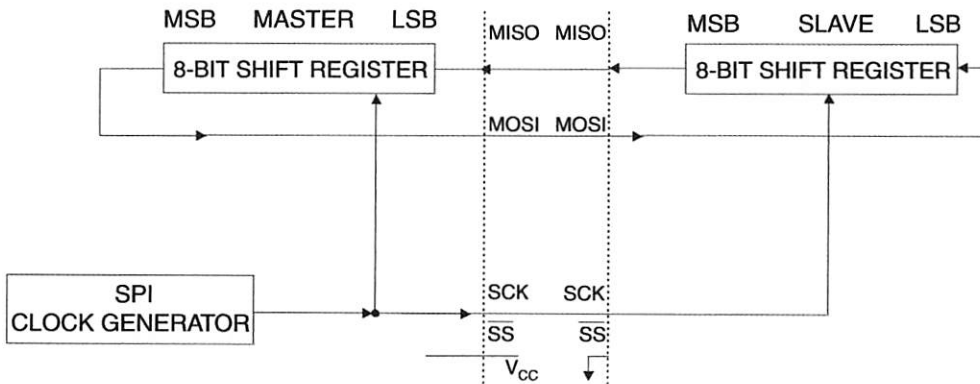 MSB MASTER LSB
8-BIT SHIFT REGISTER
MISO MISO
MSB SLAVE LSB
8-BIT SHIFT REGISTER
MOSI MOSI
SPI
CLOCK GENERATOR
SCK SCK
SS SS
VCC